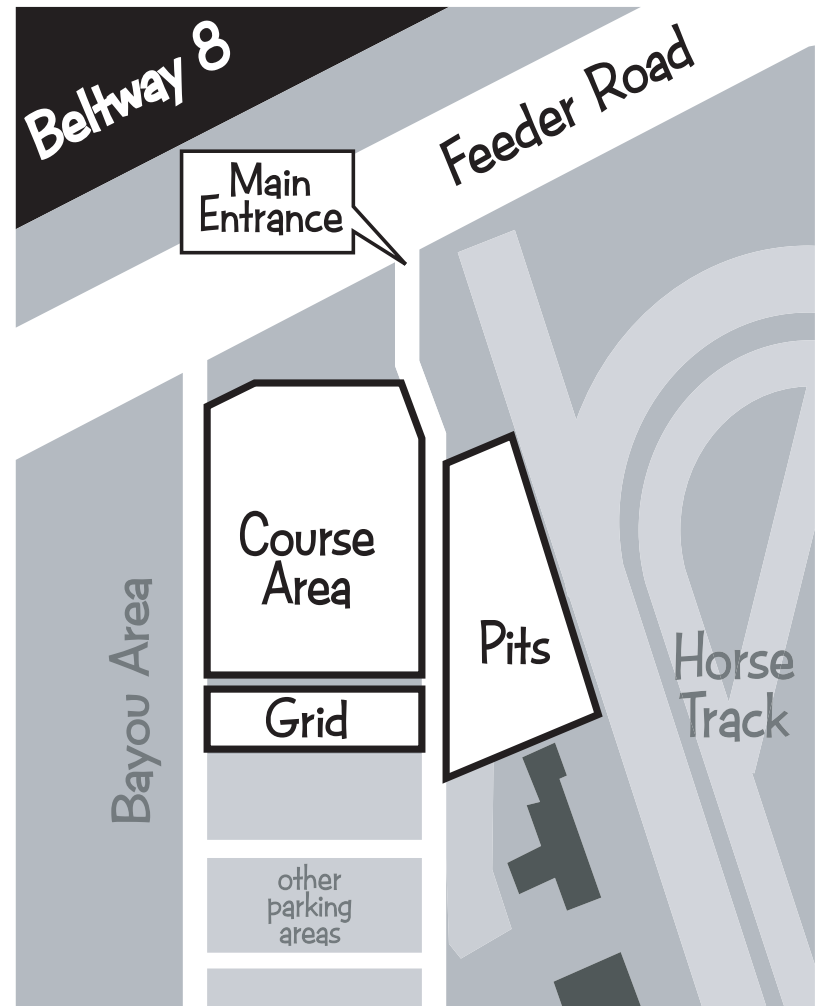 Beltway 8
Feeder Road
Main
Entrance
Course
Area
Pits
Bayou Area
Horse
Track
Grid
other
parking
areas